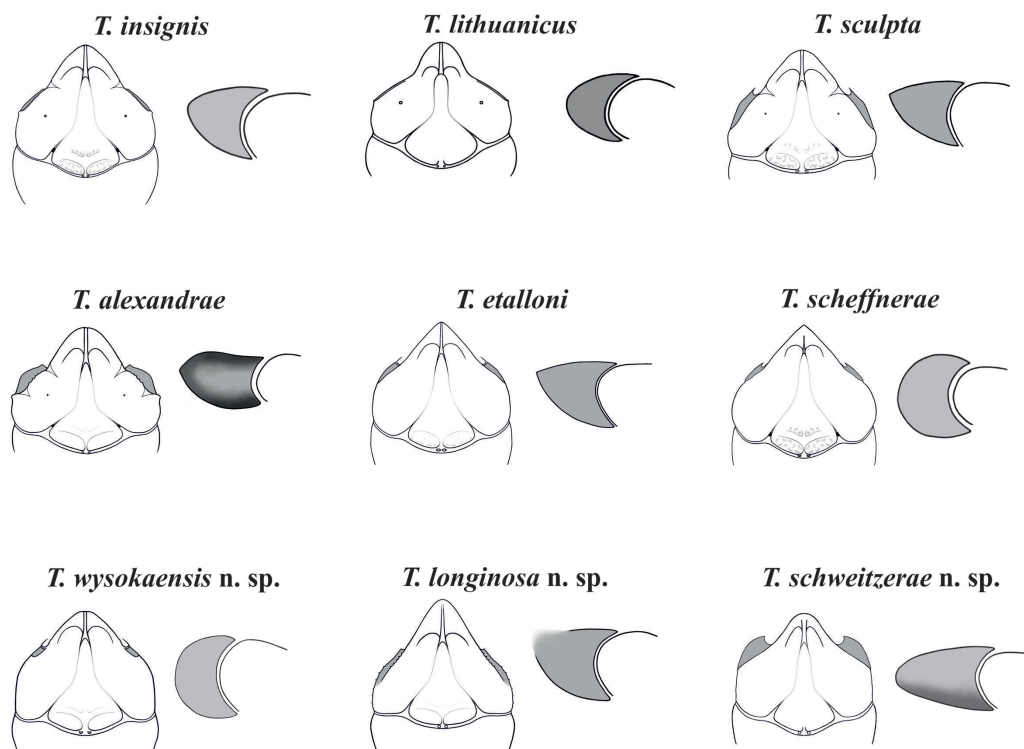 T. insignis
T. lithuanicus
T. sculpta
T. alexandrae
T. etalloni
T. scheffnerae
T. wysokaensis n. sp.
T. longinosa n. sp.
T. schweitzerae n. sp.